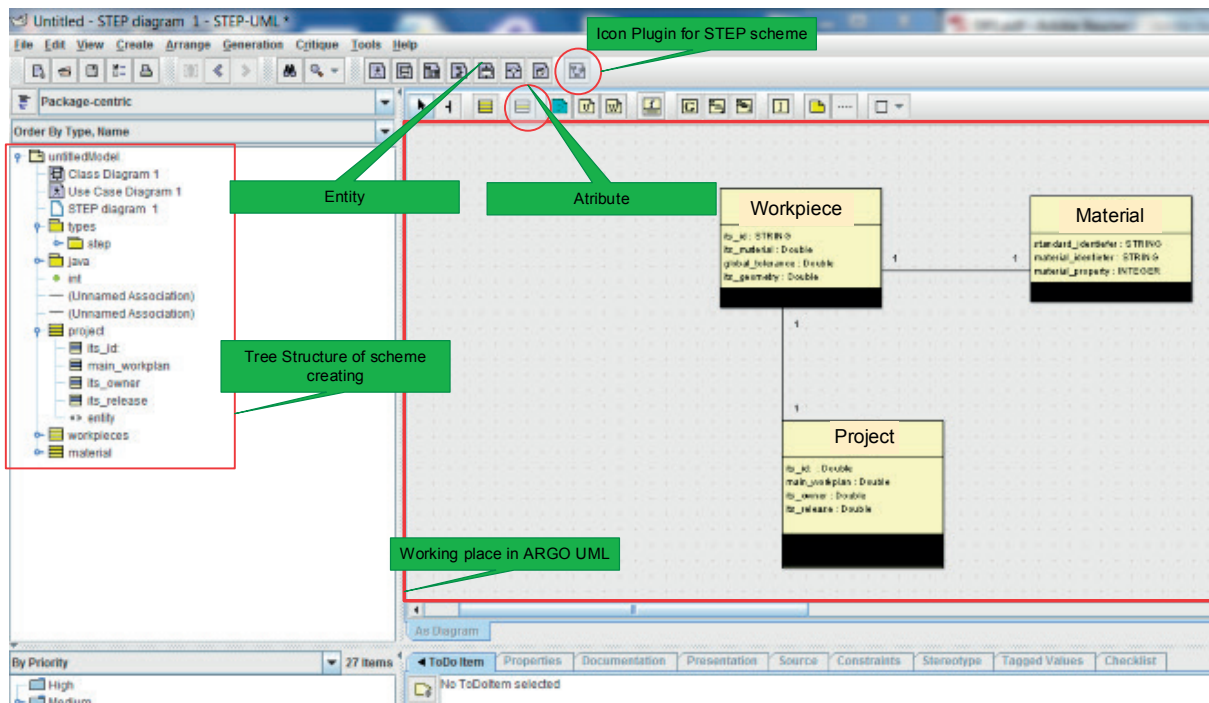 Untitled - STEP diagram 1 - STEP-UML *
File Edit View Create Arrange Generation Critique Tools Help
Icon Plugin for STEP scheme
Package-centric
Order By Type, Name
untitledModel
Class Diagram 1
Use Case Diagram 1
STEP diagram 1
types
step
java
int
(Unnamed Association)
(Unnamed Association)
project
its_id:
main_workplan
its_owner
its_release
<> entity
workpieces
material
Entity
Atribute
Tree Structure of scheme
creating
Working place in ARGO UML
Workpiece
its_id : STRING
its_material : Double
global_tolerance : Double
its_geometry : Double
1
1
Material
standard_identiefer : STRING
material_identieter : STRING
material_property : INTEGER
1
1
Project
its_id: : Double
main_workplan : Double
its_owner : Double
its_release : Double
As Diagram
By Priority
27 Items
High
Medium
ToDo Item Properties Documentation Presentation Source Constraints Stereotype Tagged Values Checklist
No ToDoItem selected